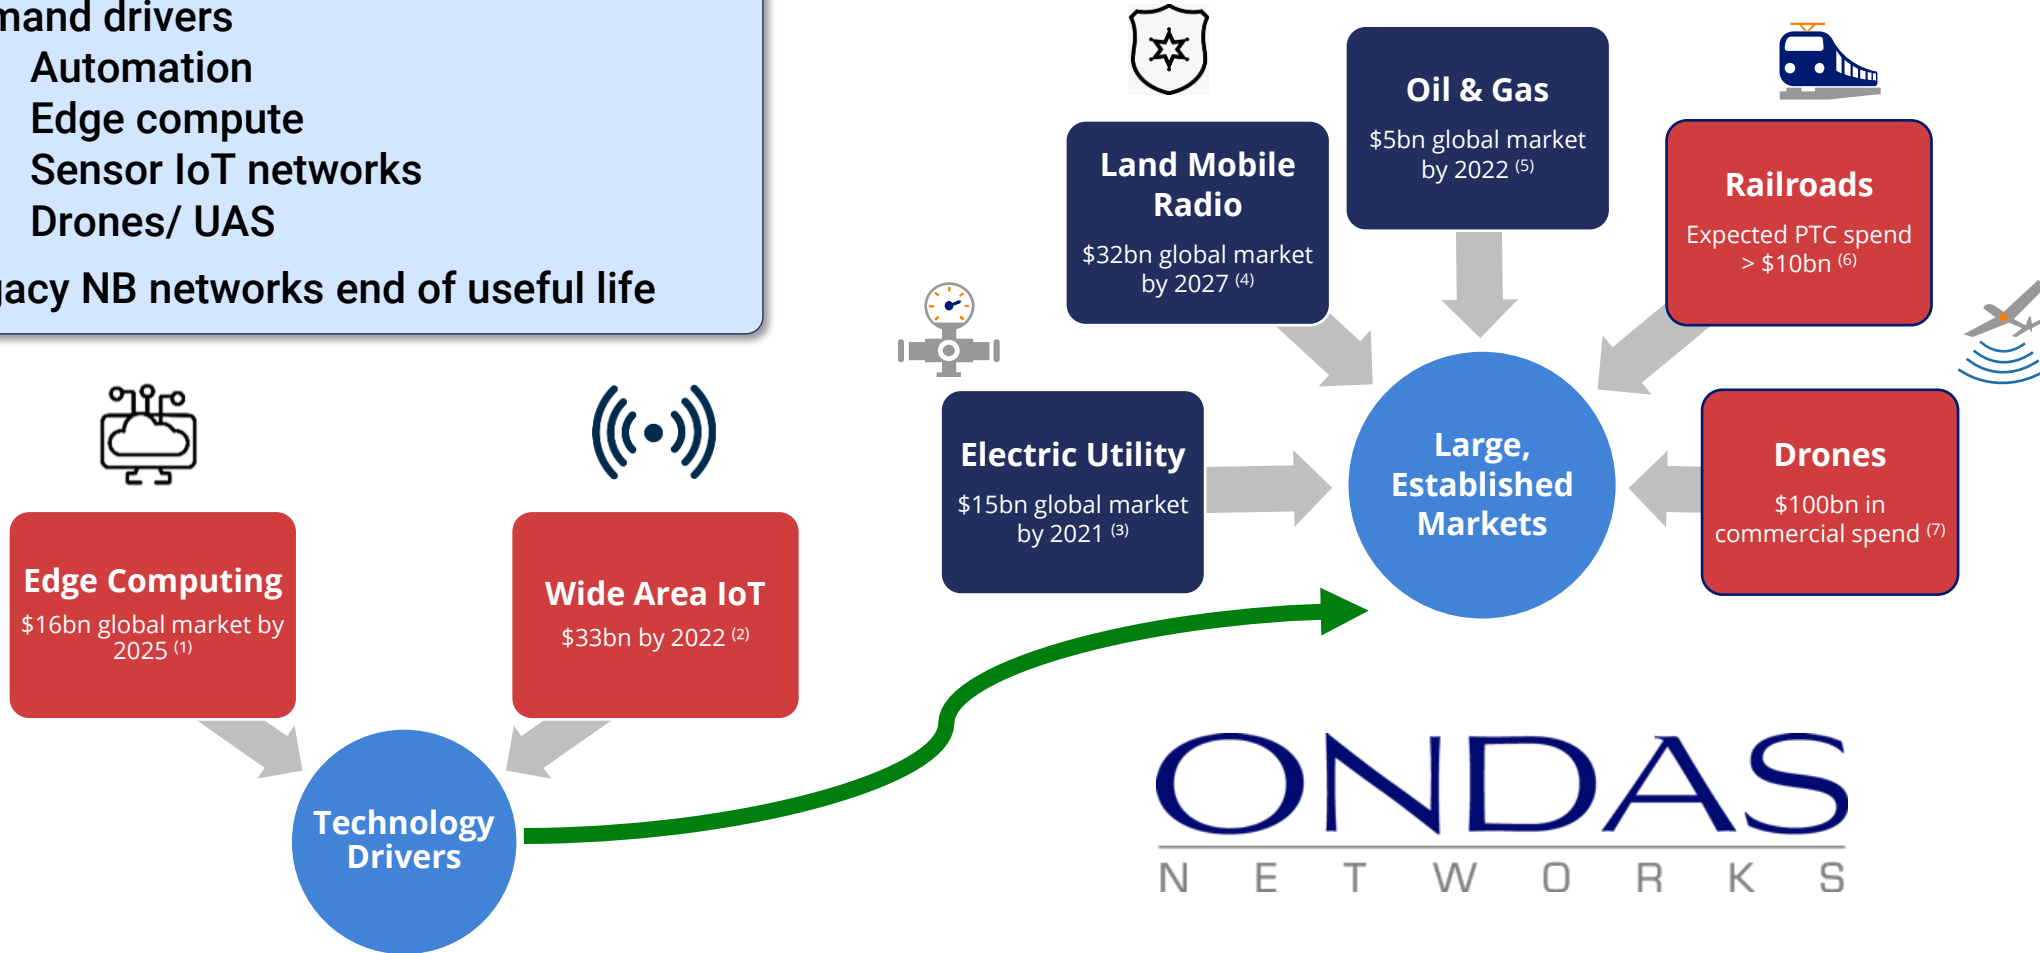 mand drivers
Automation
Edge compute
Sensor IoT networks
Drones/ UAS
gacy NB networks end of useful life
Edge Computing
$16bn global market by
2025 (1)
Wide Area IoT
$33bn by 2022 (2)
Technology
Drivers
Electric Utility
$15bn global market
by 2021 (3)
Land Mobile
Radio
$32bn global market
by 2027 (4)
Oil & Gas
$5bn global market
by 2022 (5)
Railroads
Expected PTC spend
> $10bn (6)
Drones
$100bn in
commercial spend (7)
Large,
Established
Markets
ONDAS
NETWORKS